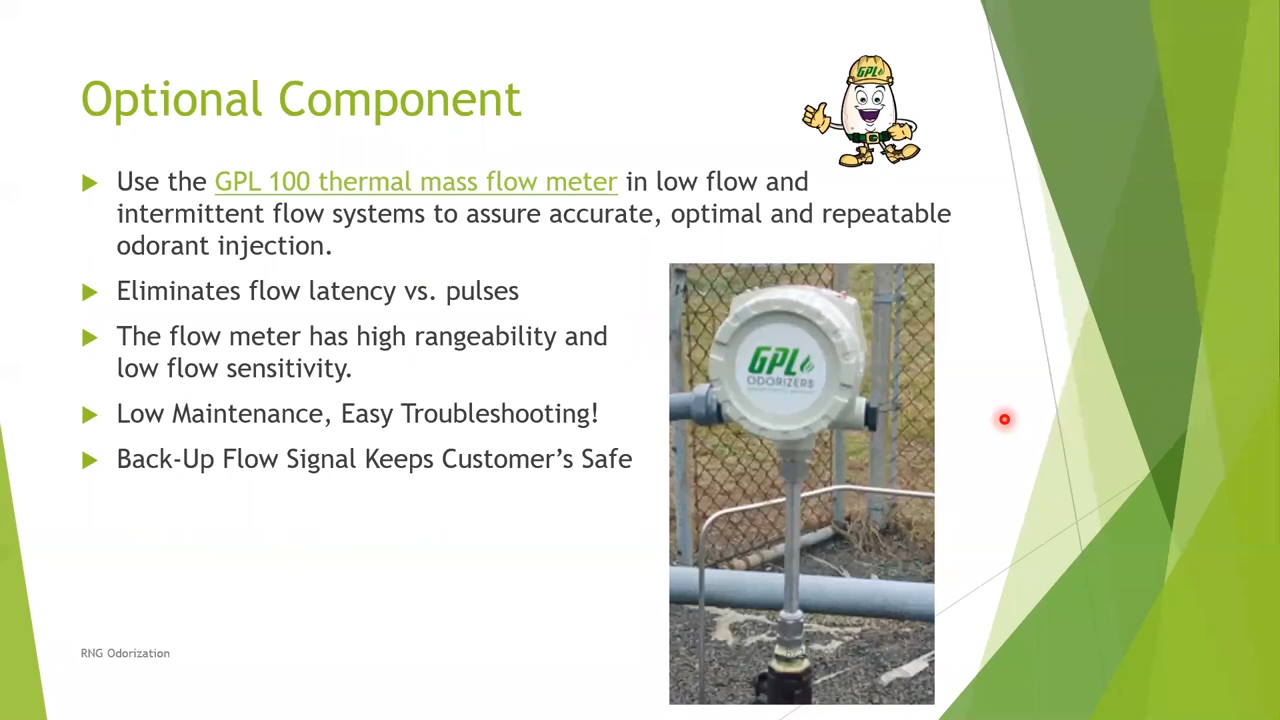 Optional Component
GPL
Use the GPL 100 thermal mass flow meter in low flow and
intermittent flow systems to assure accurate, optimal and repeatable
odorant injection.
Eliminates flow latency vs. pulses
The flow meter has high rangeability and
low flow sensitivity.
Low Maintenance, Easy Troubleshooting!
Back-Up Flow Signal Keeps Customer's Safe
GPL
ODORIZERS
RNG Odorization